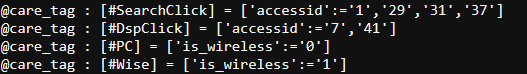 @care_tag : [#SearchClick] = ['accessid':='1','29','31','37']
@care_tag : [#DspClick] = ['accessid':='7','41']
@care_tag : [#PC] = ['is_wireless':='0']
@care_tag : [#Wise] = ['is_wireless':='1']